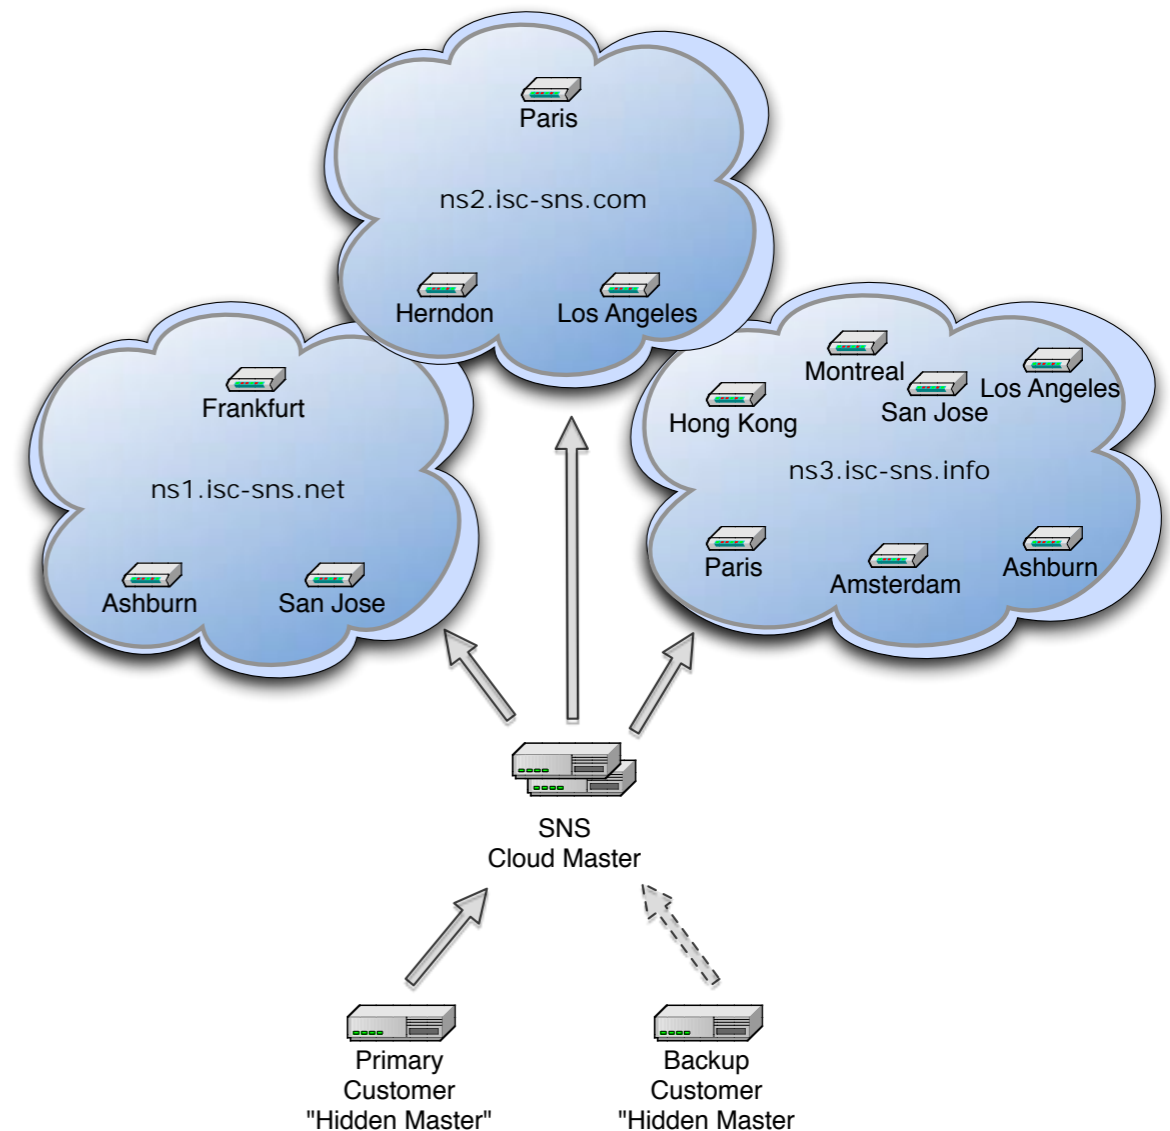 Paris
ns2.isc-sns.com
Herndon
Los Angeles
Frankfurt
ns1.isc-sns.net
Ashburn
San Jose
Montreal
Los Angeles
San Jose
Hong Kong
ns3.isc-sns.info
Paris
Amsterdam
Ashburn
SNS
Cloud Master
Primary
Customer
"Hidden Master"
Backup
Customer
"Hidden Master